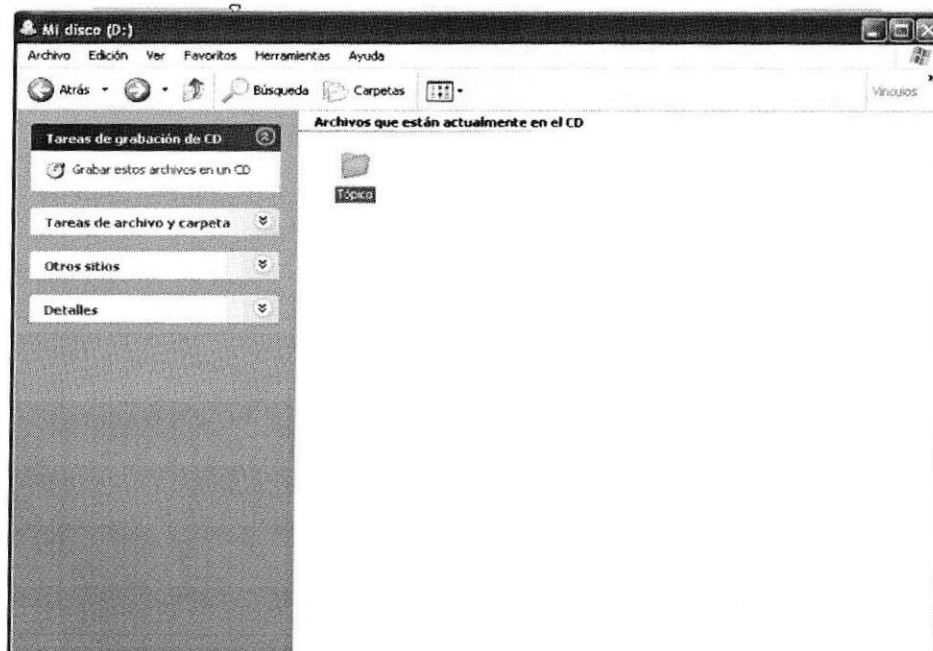 Mi disco (D:)
Archivo Edición Ver Favoritos Herramientas Ayuda
Atrás Búsqueda Carpetas Vínculos
Archivos que están actualmente en el CD
Tareas de grabación de CD
Grabar estos archivos en un CD
Tópico
Tareas de archivo y carpeta
Otros sitios
Detalles